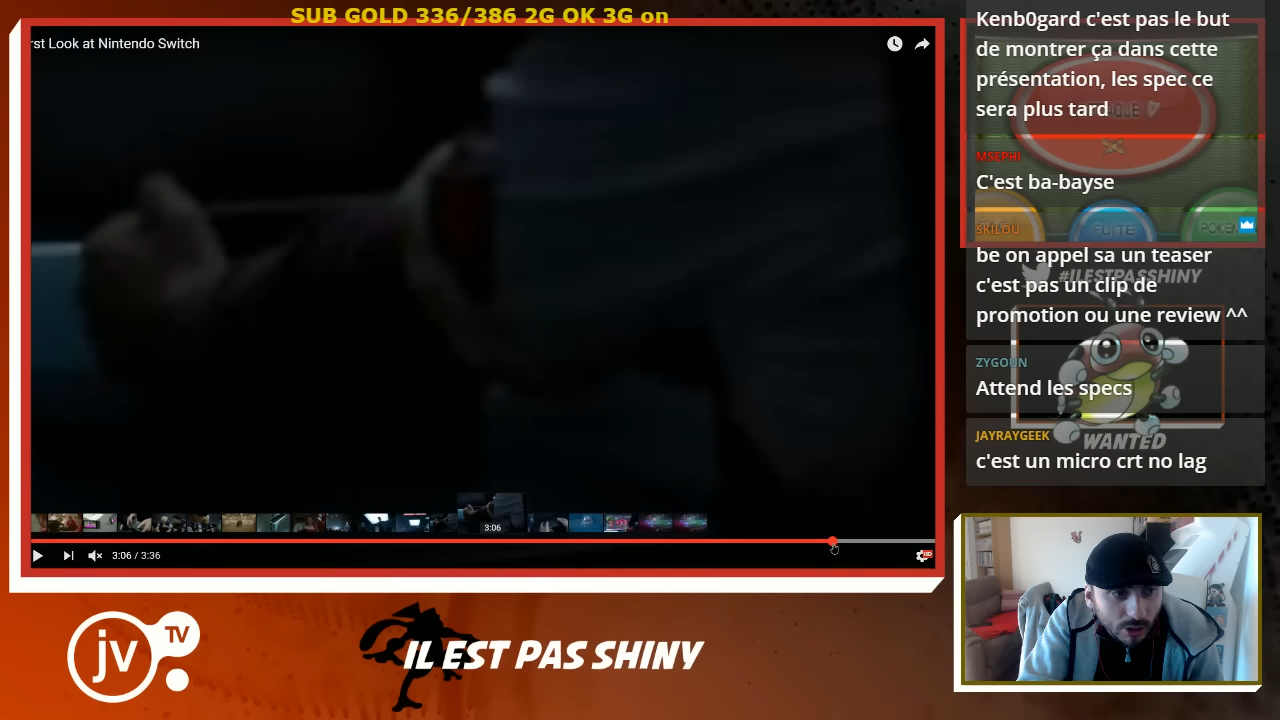 SUB GOLD 336/386 2G OK 3G on
rst Look at Nintendo Switch
3:06
3:06 / 3:36
HD
jv TV
IL EST PAS SHINY
Kenb0gard c'est pas le but
de montrer ça dans cette
présentation, les spec ce
sera plus tard
MSEPHI
C'est ba-bayse
FUITE
SKILOU
be on appel sa un teaser
c'est pas un clip de
promotion ou une review ^^
#ILESTPASSHINY
ZYGOUN
Attend les specs
JAYRAYGEEK
WANTED
c'est un micro crt no lag